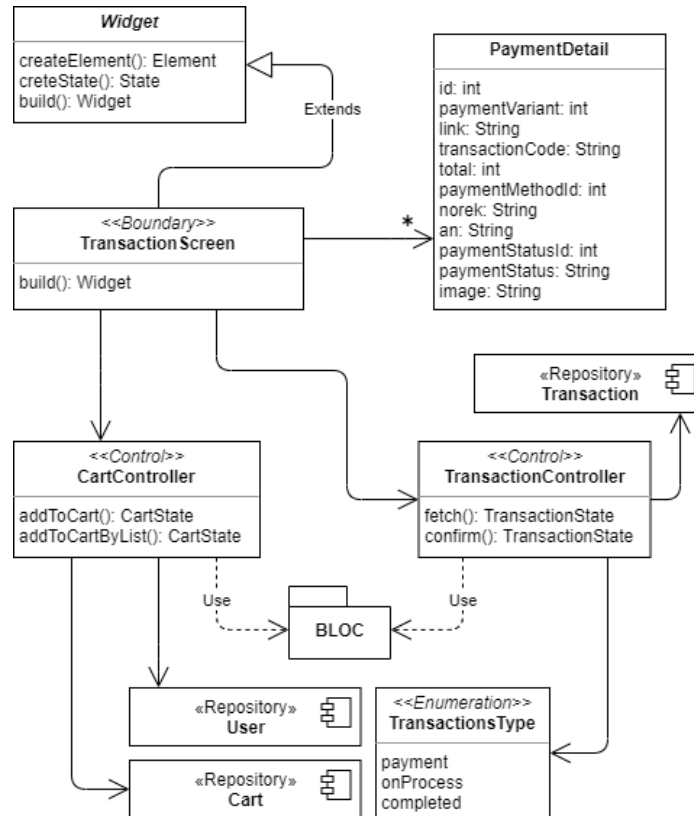 Widget
createElement(): Element
creteState(): State
build(): Widget
Extends
PaymentDetail
id: int
paymentVariant: int
link: String
transactionCode: String
total: int
paymentMethodId: int
norek: String
an: String
paymentStatusId: int
paymentStatus: String
image: String
<<Boundary>>
TransactionScreen
build(): Widget
*
«Repository»
Transaction
<<Control>>
CartController
addToCart(): CartState
addToCartByList(): CartState
<<Control>>
TransactionController
fetch(): TransactionState
confirm(): TransactionState
Use
Use
BLOC
«Repository»
User
«Repository»
Cart
<<Enumeration>>
TransactionsType
payment
onProcess
completed